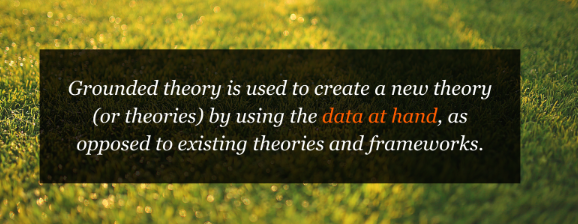 Grounded theory is used to create a new theory
(or theories) by using the data at hand, as
opposed to existing theories and frameworks.